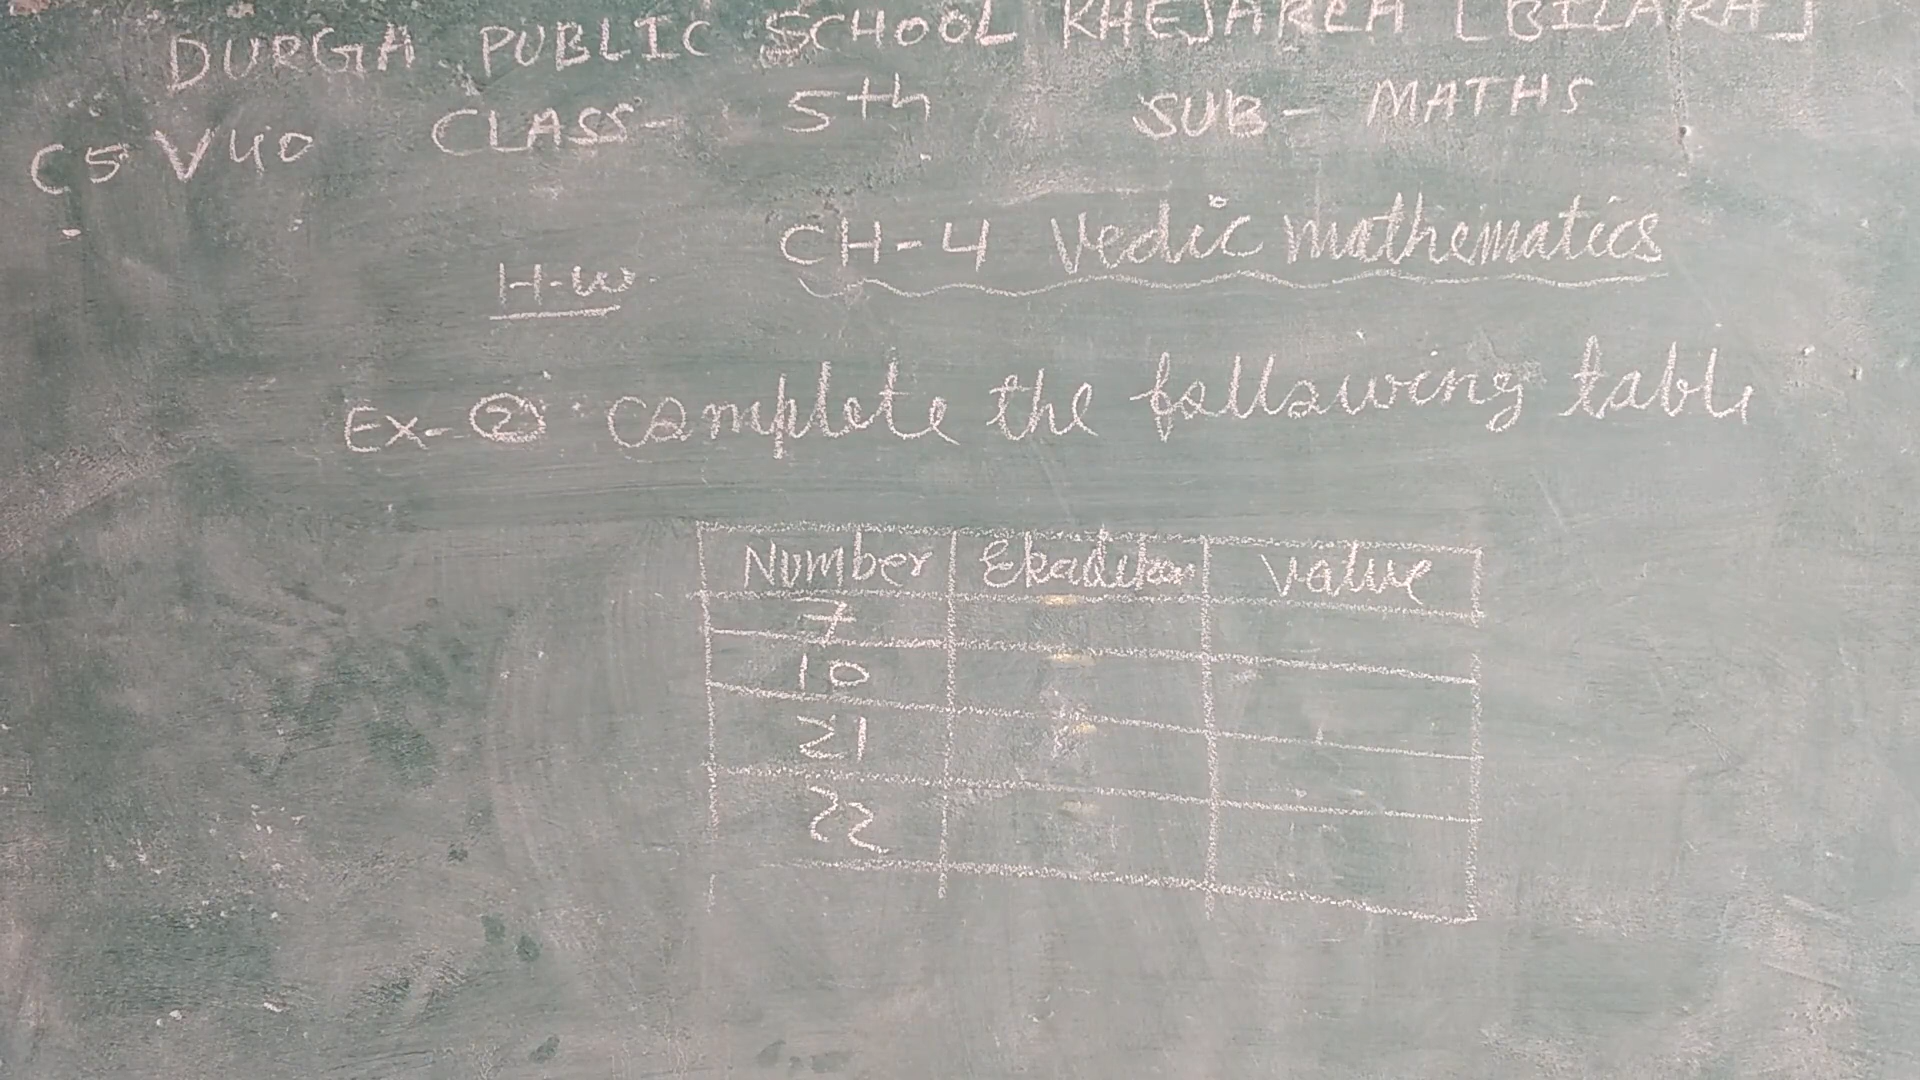 DURGA PUBLIC SCHOOL KHEJARLA [BILARA]
C5 V40 CLASS- 5th SUB- MATHS
CH-4 Vedic mathematics
H.W.
EX-② complete the following table
Number Ekadeken Value
7
10
21
22